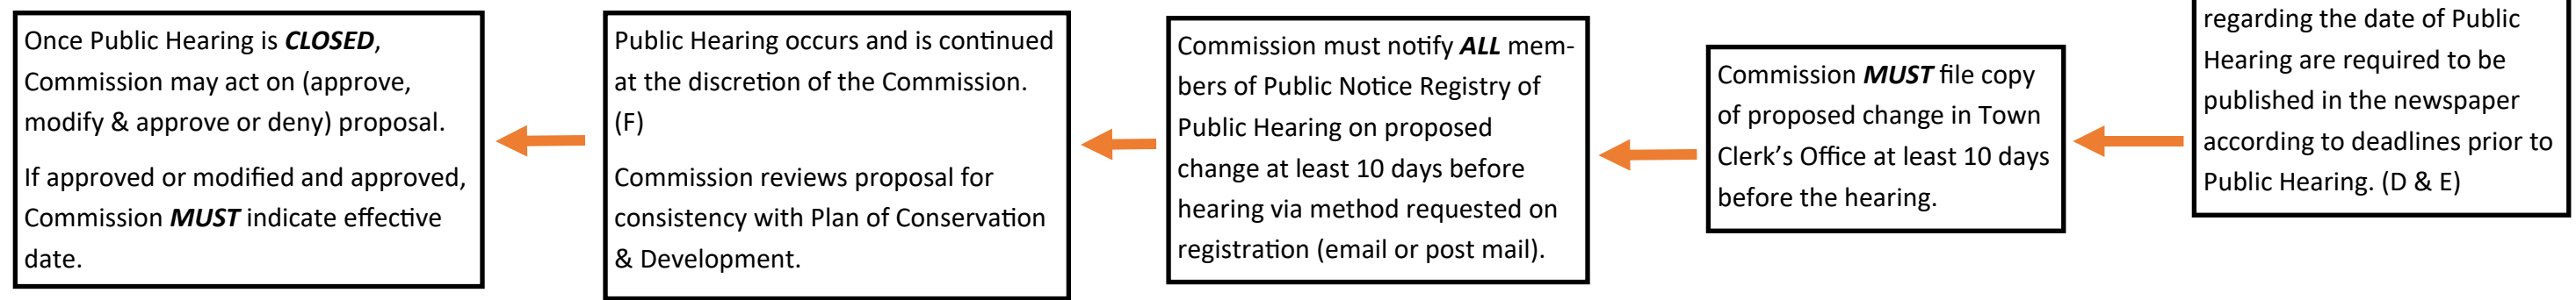 Once Public Hearing is CLOSED,
Commission may act on (approve,
modify & approve or deny) proposal.
If approved or modified and approved,
Commission MUST indicate effective
date.
Public Hearing occurs and is continued
at the discretion of the Commission.
(F)
Commission reviews proposal for
consistency with Plan of Conservation
& Development.
Commission must notify ALL mem-
bers of Public Notice Registry of
Public Hearing on proposed
change at least 10 days before
hearing via method requested on
registration (email or post mail).
Commission MUST file copy
of proposed change in Town
Clerk’s Office at least 10 days
before the hearing.
regarding the date of Public
Hearing are required to be
published in the newspaper
according to deadlines prior to
Public Hearing. (D & E)